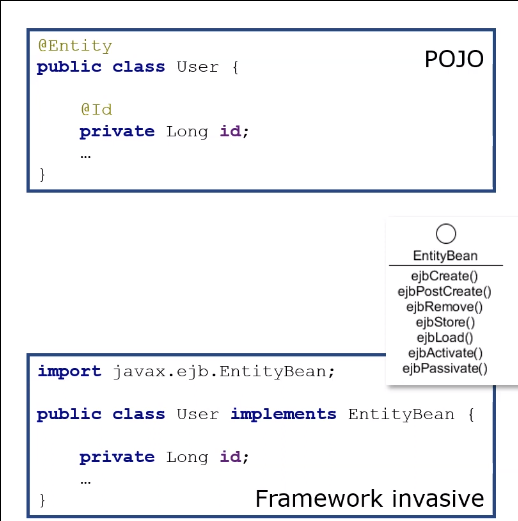 @Entity
public class User {
POJO
@Id
private Long id;
…
}
EntityBean
ejbCreate()
ejbPostCreate()
ejbRemove()
ejbStore()
ejbLoad()
ejbActivate()
ejbPassivate()
import javax.ejb.EntityBean;
public class User implements EntityBean {
private Long id;
…
}
Framework invasive